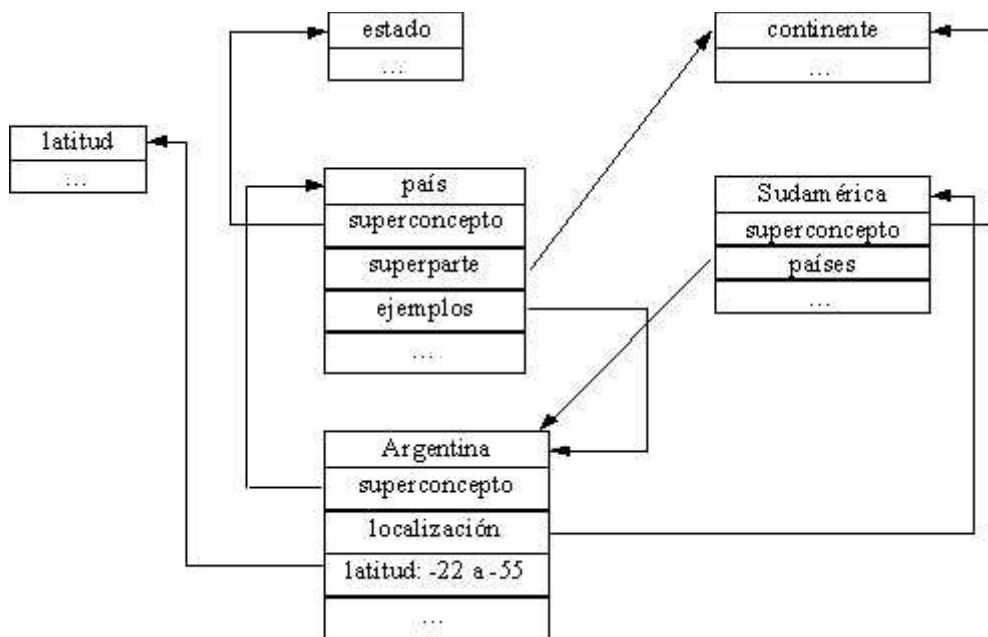 estado
...
continente
...
latitud
...
país
superconcepto
superparte
ejemplos
...
Sudamérica
superconcepto
países
...
Argentina
superconcepto
localización
latitud: -22 a -55
...